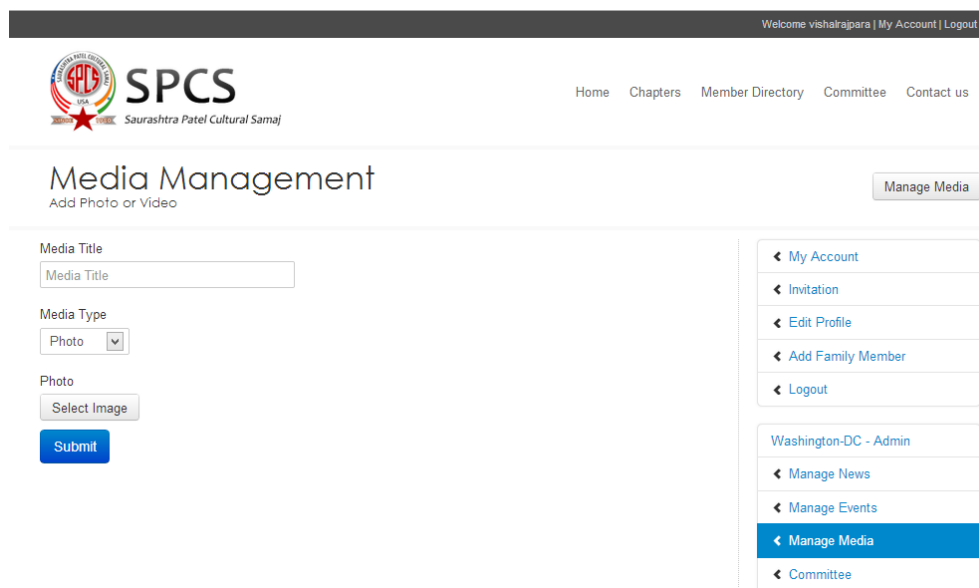 Welcome vishalrajpara | My Account | Logout
SPCS
USA
SPCS
Saurashtra Patel Cultural Samaj
Home Chapters Member Directory Committee Contact us
Media Management
Add Photo or Video
Manage Media
Media Title
Media Title
Media Type
Photo
Photo
Select Image
Submit
My Account
Invitation
Edit Profile
Add Family Member
Logout
Washington-DC - Admin
Manage News
Manage Events
Manage Media
Committee